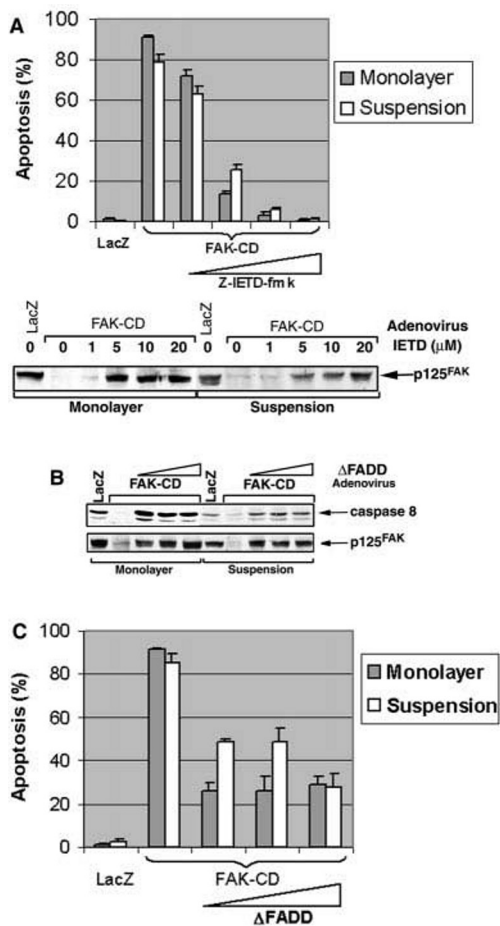 A
100
80
60
40
20
0
Apoptosis (%)
Monolayer
Suspension
LacZ
FAK-CD
Z-IETD-fmk
LacZ FAK-CD LacZ FAK-CD Adenovirus
0 0 1 5 10 20 0 0 1 5 10 20 IETD (μM)
p125FAK
Monolayer Suspension
B
LacZ FAK-CD LacZ FAK-CD ΔFADD
Adenovirus
caspase 8
p125FAK
Monolayer Suspension
C
100
80
60
40
20
0
Apoptosis (%)
Monolayer
Suspension
LacZ
FAK-CD
ΔFADD